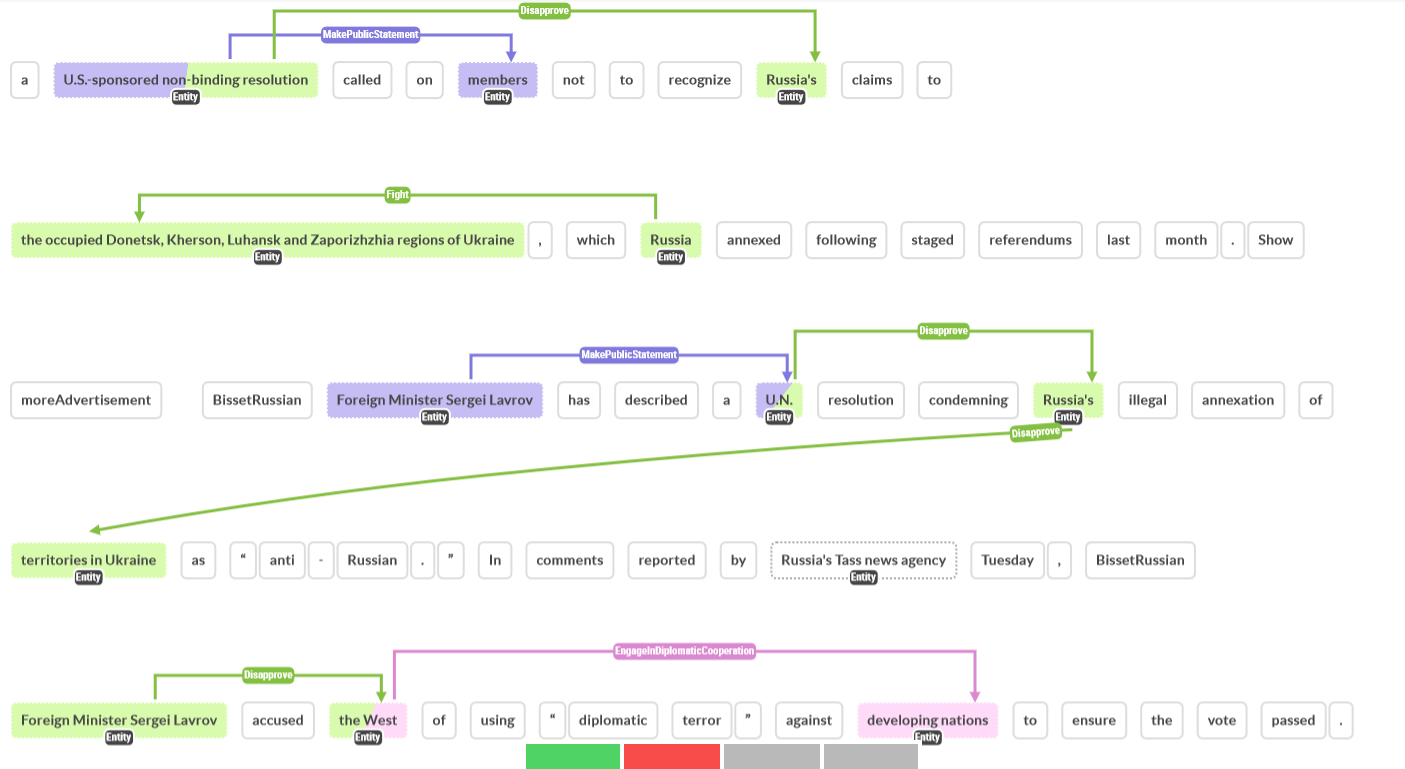 Disapprove
MakePublicStatement
a U.S.-sponsored non-binding resolution called on members not to recognize Russia's claims to
Entity Entity Entity
Fight
the occupied Donetsk, Kherson, Luhansk and Zaporizhzhia regions of Ukraine , which Russia annexed following staged referendums last month . Show
Entity Entity
Disapprove
MakePublicStatement
moreAdvertisement BissetRussian Foreign Minister Sergei Lavrov has described a U.N. resolution condemning Russia's illegal annexation of
Entity Entity Entity
Disapprove
territories in Ukraine as “ anti - Russian . ” In comments reported by Russia's Tass news agency Tuesday , BissetRussian
Entity Entity
EngageInDiplomaticCooperation
Disapprove
Foreign Minister Sergei Lavrov accused the West of using “ diplomatic terror ” against developing nations to ensure the vote passed .
Entity Entity Entity